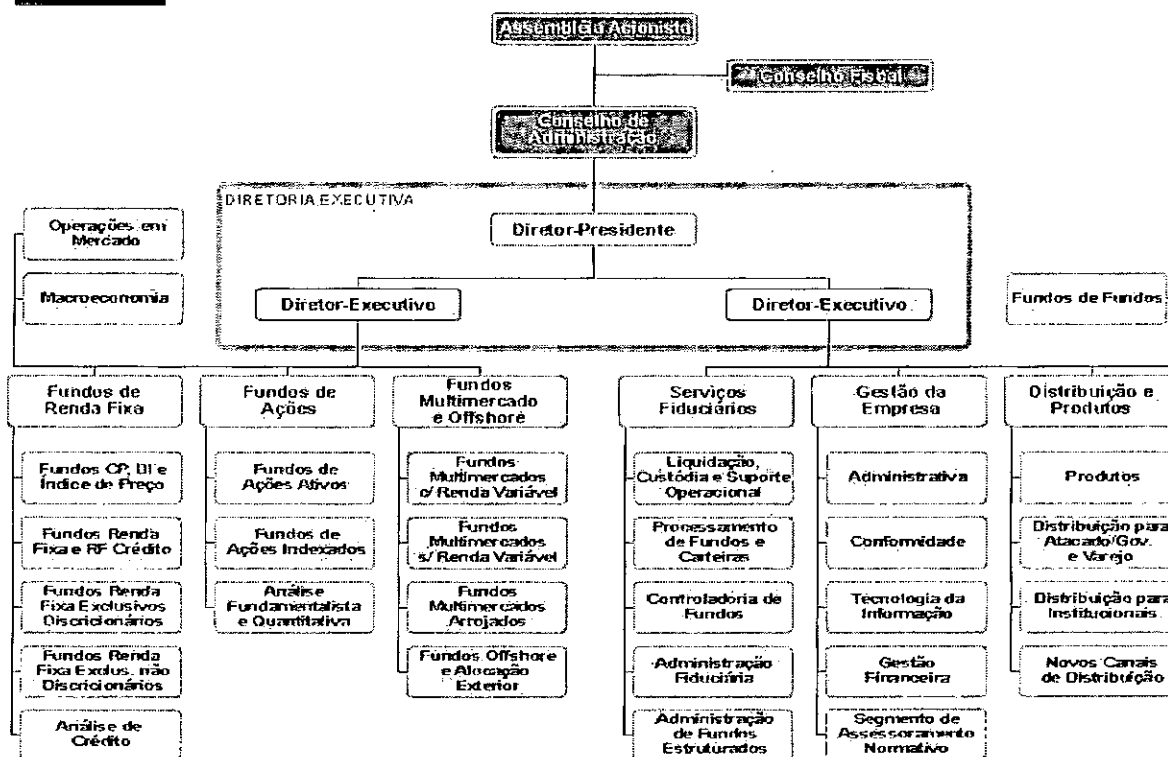 Assembléia Acionista
Conselho Fiscal
Conselho de
Administração
DIRETORIA EXECUTIVA
Diretor-Presidente
Diretor-Executivo
Diretor-Executivo
Operações em
Mercado
Macroeconomia
Fundos de Fundos
Fundos de
Renda Fixa
Fundos CP, DI e
Índice de Preço
Fundos Renda
Fixa e RF Crédito
Fundos Renda
Fixa Exclusivos
Discricionários
Fundos Renda
Fixa Exclus. não
Discricionários
Análise de
Crédito
Fundos de
Ações
Fundos de
Ações Ativos
Fundos de
Ações Indexados
Análise
Fundamentalista
e Quantitativa
Fundos
Multimercado
e Offshore
Fundos
Multimercados
c/ Renda Variável
Fundos
Multimercados
s/ Renda Variável
Fundos
Multimercados
Arrojados
Fundos Offshore
e Alocação
Exterior
Serviços
Fiduciários
Liquidação,
Custódia e Suporte
Operacional
Processamento
de Fundos e
Carteiras
Controladoria de
Fundos
Administração
Fiduciária
Administração
de Fundos
Estruturados
Gestão da
Empresa
Administrativa
Conformidade
Tecnologia da
Informação
Gestão
Financeira
Segmento de
Assessoramento
Normativo
Distribuição e
Produtos
Produtos
Distribuição para
Atacado/Gov.
e Varejo
Distribuição para
Institucionais
Novos Canais
de Distribuição